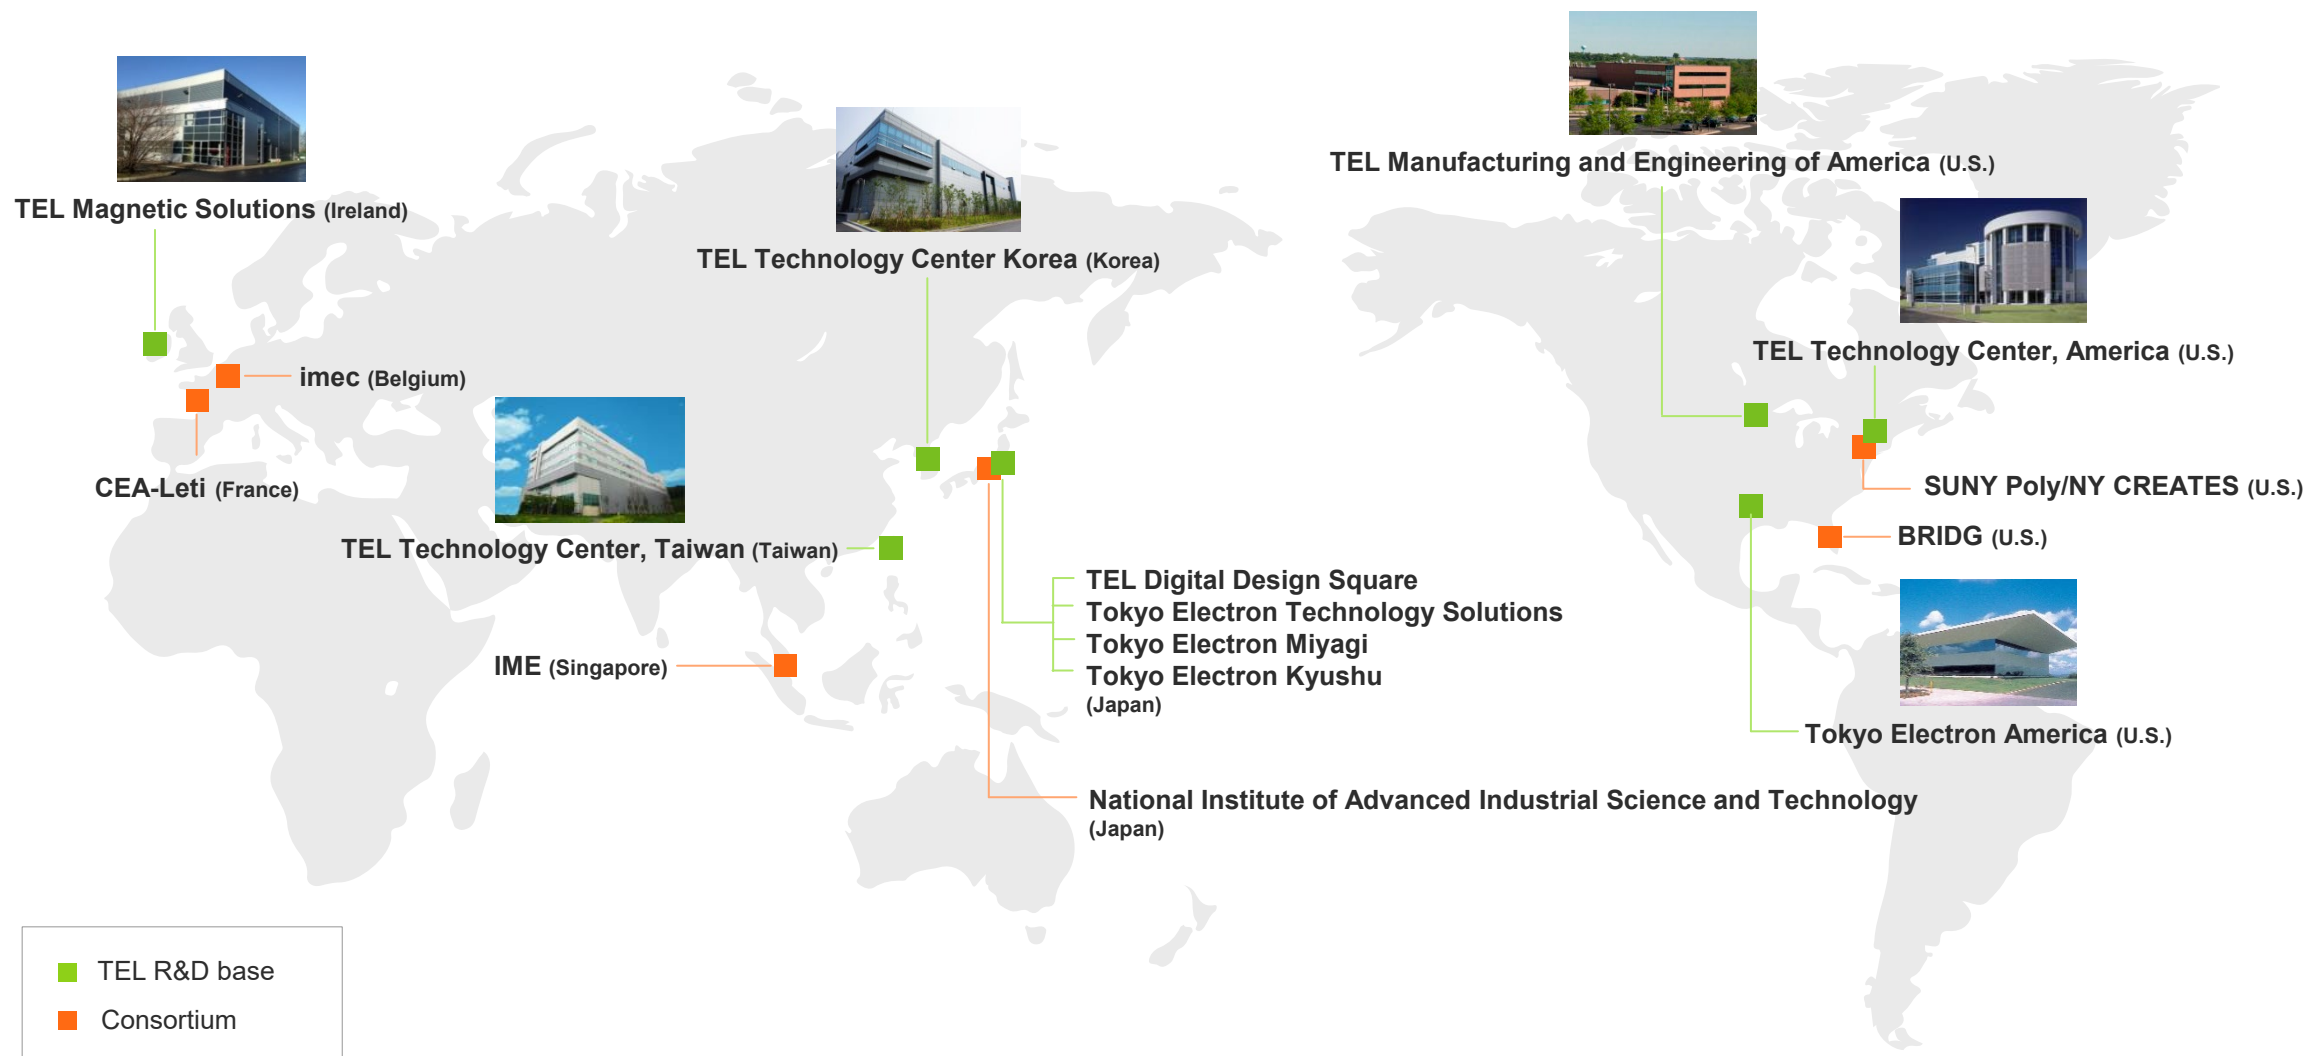 TEL Manufacturing and Engineering of America (U.S.)
TEL Magnetic Solutions (Ireland)
TEL Technology Center Korea (Korea)
TEL Technology Center, America (U.S.)
imec (Belgium)
CEA-Leti (France)
SUNY Poly/NY CREATES (U.S.)
BRIDG (U.S.)
TEL Technology Center, Taiwan (Taiwan)
TEL Digital Design Square
Tokyo Electron Technology Solutions
Tokyo Electron Miyagi
Tokyo Electron Kyushu
(Japan)
IME (Singapore)
Tokyo Electron America (U.S.)
National Institute of Advanced Industrial Science and Technology
(Japan)
TEL R&D base
Consortium